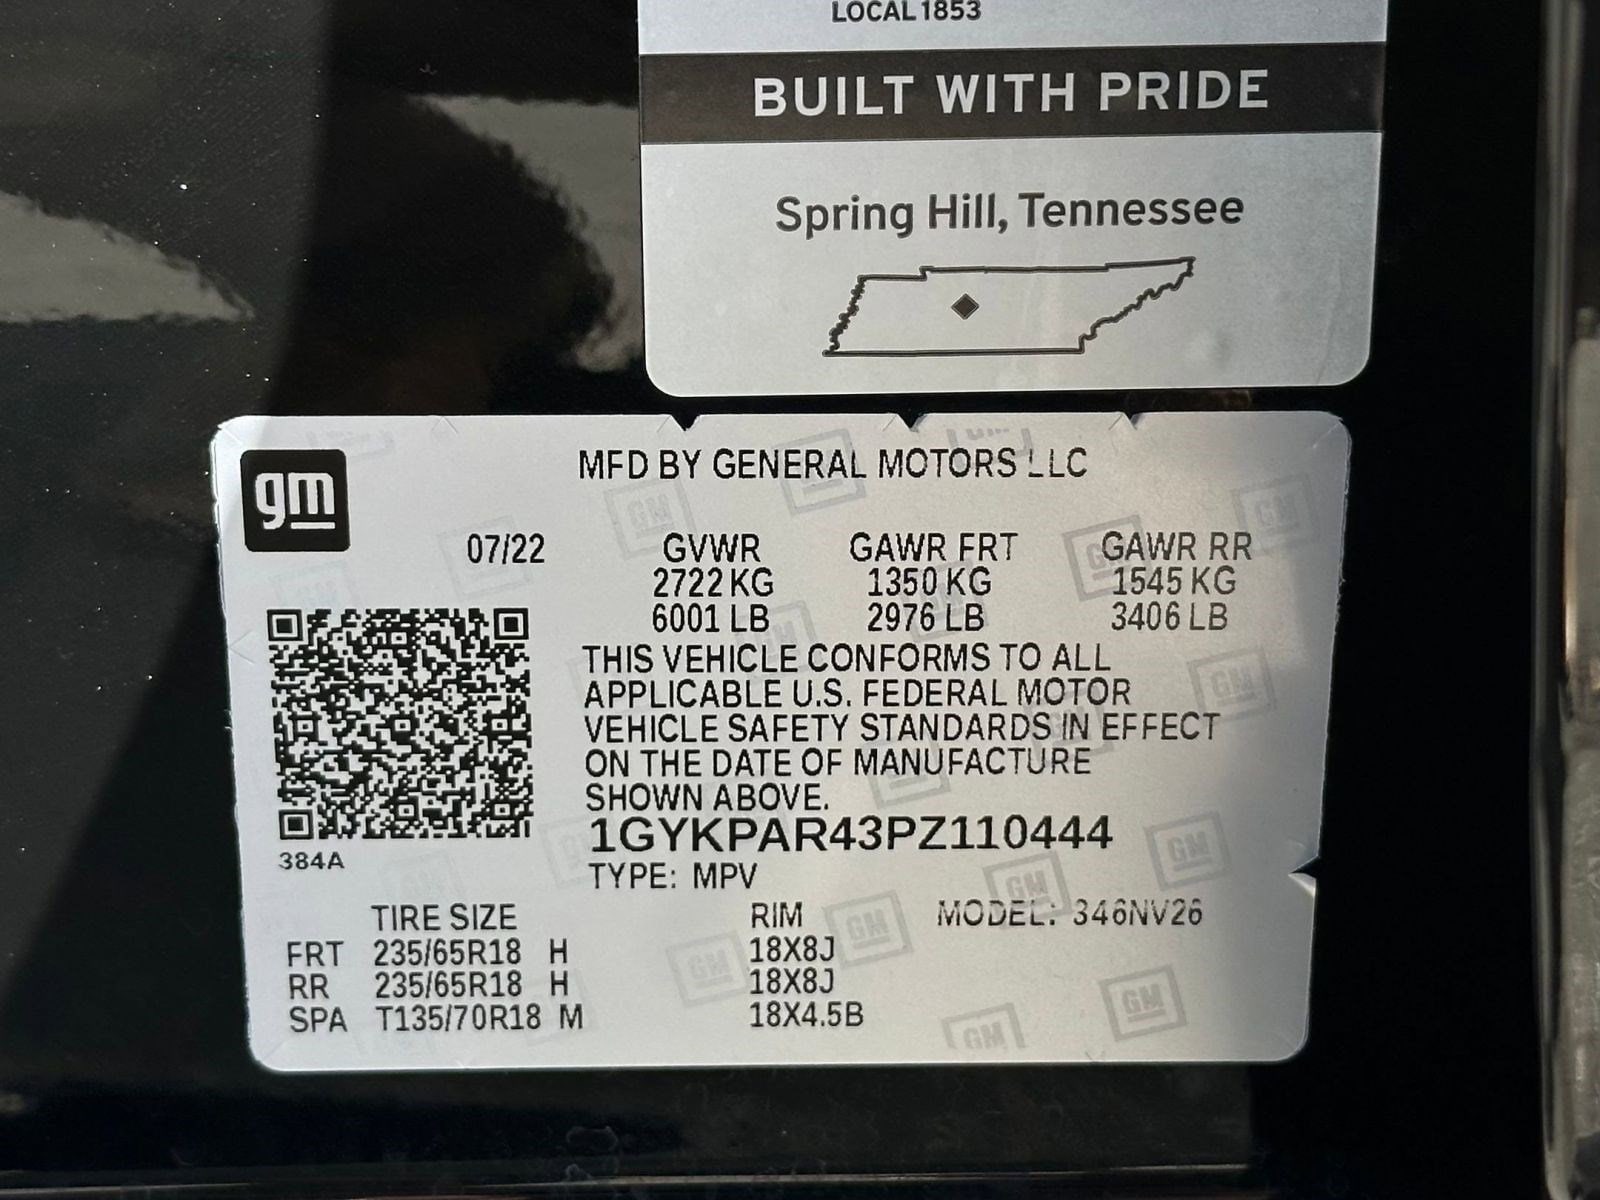 LOCAL 1853
BUILT WITH PRIDE
Spring Hill, Tennessee
gm
MFD BY GENERAL MOTORS LLC
07/22 GVWR GAWR FRT GAWR RR
2722 KG 1350 KG 1545 KG
6001 LB 2976 LB 3406 LB
THIS VEHICLE CONFORMS TO ALL
APPLICABLE U.S. FEDERAL MOTOR
VEHICLE SAFETY STANDARDS IN EFFECT
ON THE DATE OF MANUFACTURE
SHOWN ABOVE.
1GYKPAR43PZ110444
384A
TYPE: MPV
TIRE SIZE RIM MODEL: 346NV26
FRT 235/65R18 H 18X8J
RR 235/65R18 H 18X8J
SPA T135/70R18 M 18X4.5B